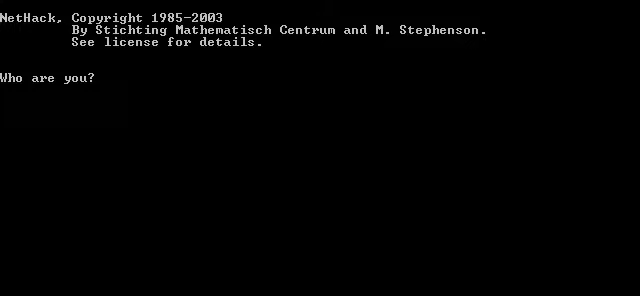 NetHack, Copyright 1985-2003
By Stichting Mathematisch Centrum and M. Stephenson.
See license for details.
Who are you?